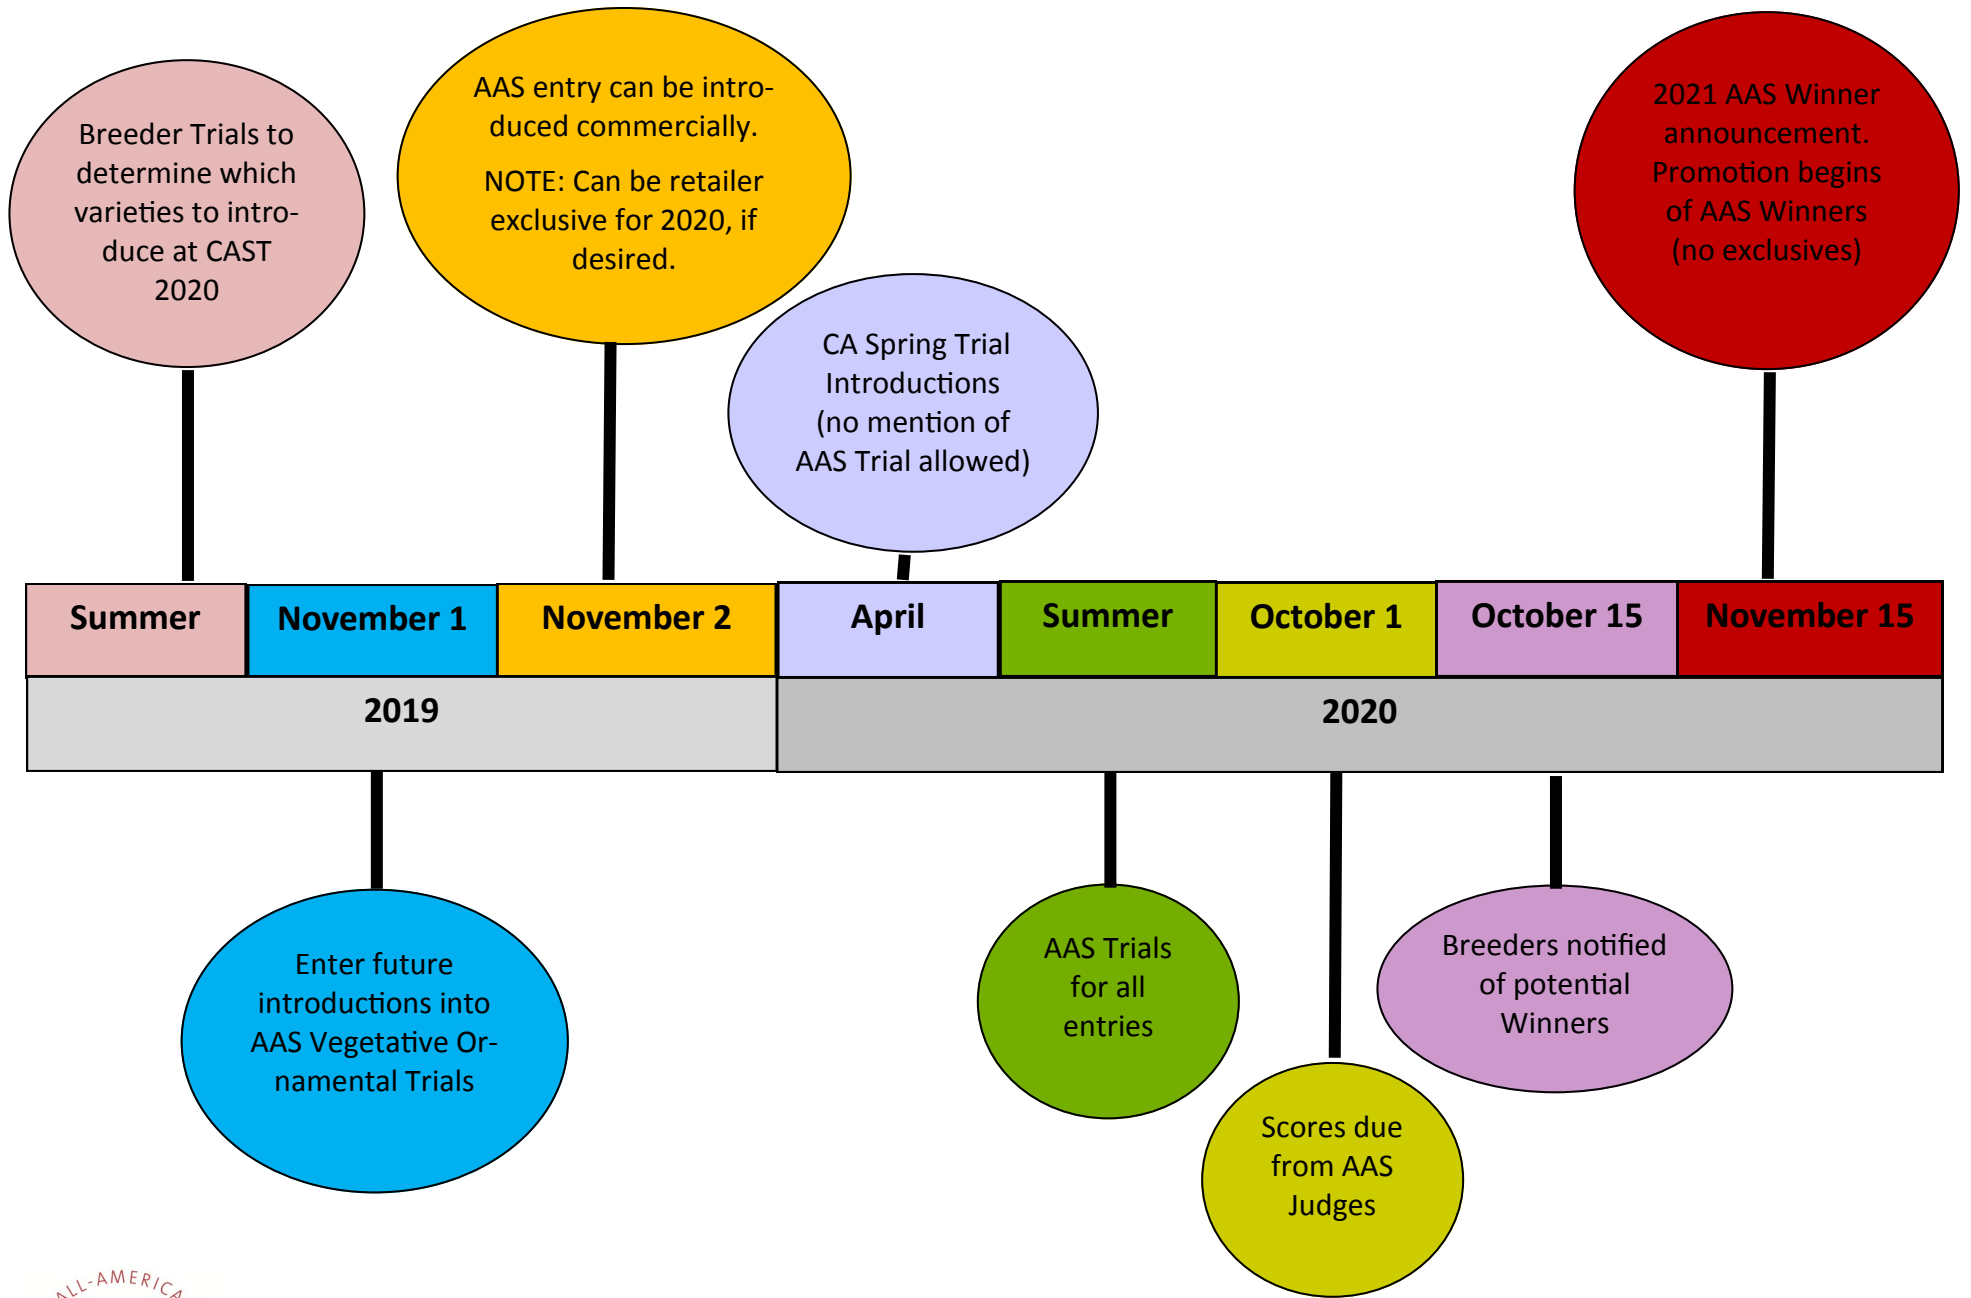 Breeder Trials to
determine which
varieties to intro-
duce at CAST
2020
AAS entry can be intro-
duced commercially.
NOTE: Can be retailer
exclusive for 2020, if
desired.
CA Spring Trial
Introductions
(no mention of
AAS Trial allowed)
2021 AAS Winner
announcement.
Promotion begins
of AAS Winners
(no exclusives)
Summer
November 1
November 2
April
Summer
October 1
October 15
November 15
2019
2020
Enter future
introductions into
AAS Vegetative Or-
namental Trials
AAS Trials
for all
entries
Scores due
from AAS
Judges
Breeders notified
of potential
Winners
ALL-AMERICA